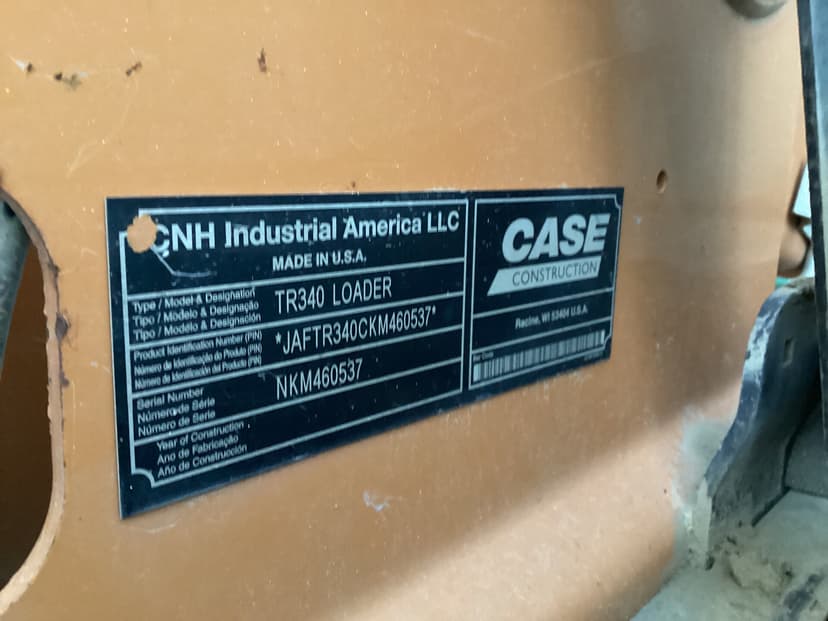 CNH Industrial America LLC
MADE IN U.S.A.
Type / Model & Designation
Tipo / Modelo & Designação
Tipo / Modelo & Designación
TR340 LOADER
Product Identification Number (PIN)
Número de Identificação do Produto (PIN)
Número de Identificación del Producto (PIN)
*JAFTR340CKM460537*
Serial Number
Número de Série
Número de Serie
NKM460537
Year of Construction
Ano de Fabricação
Año de Construcción
CASE
CONSTRUCTION
Racine, WI 53404 U.S.A.
Bar Code